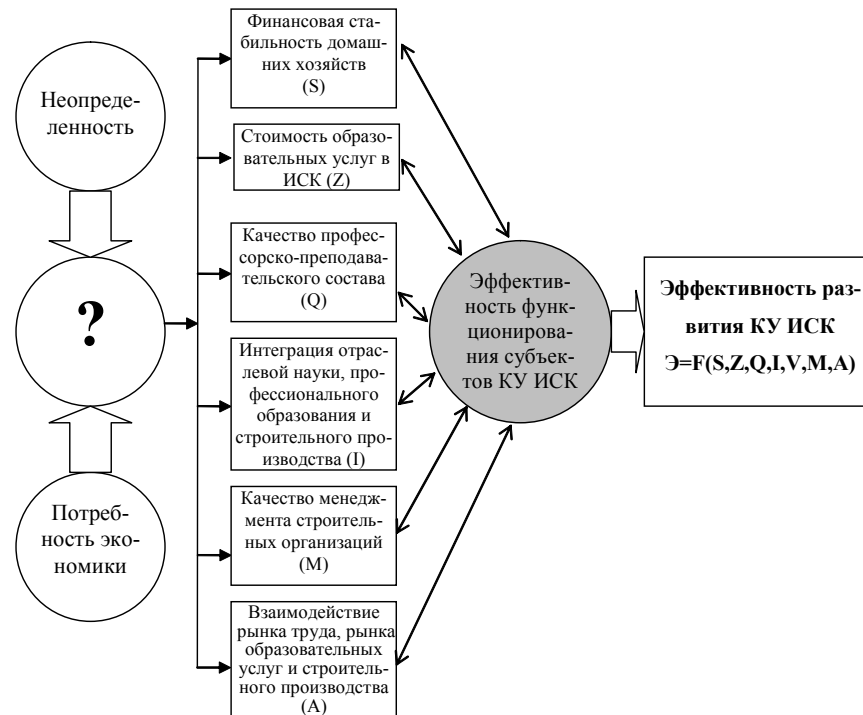 Неопреде-
ленность
?
Потреб-
ность эко-
номики
Финансовая ста-
бильность домаш-
них хозяйств
(S)
Стоимость образо-
вательных услуг в
ИСК (Z)
Качество профес-
сорско-преподава-
тельского состава
(Q)
Интеграция отрас-
левой науки, про-
фессионального
образования и
строительного про-
изводства (I)
Качество менедж-
мента строитель-
ных организаций
(M)
Взаимодействие
рынка труда, рынка
образовательных
услуг и строитель-
ного производства
(A)
Эффектив-
ность функ-
ционирова-
ния субъек-
тов КУ ИСК
Эффективность раз-
вития КУ ИСК
Э=F(S,Z,Q,I,V,M,A)